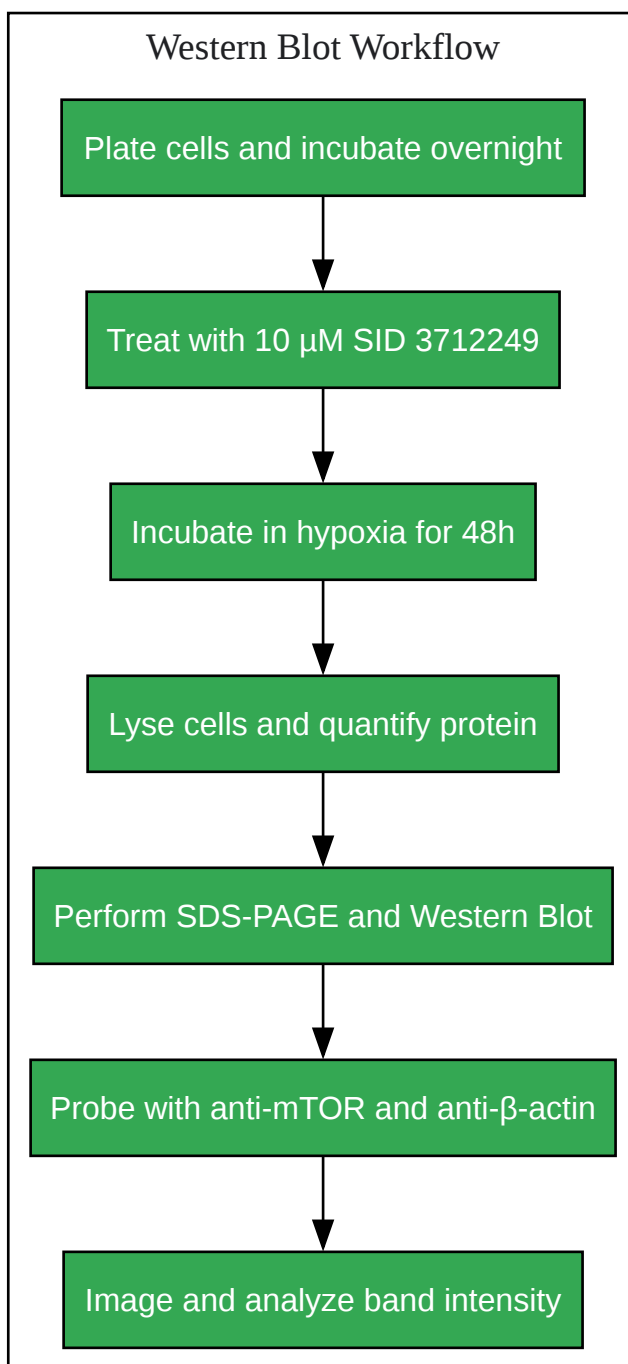 Western Blot Workflow
Plate cells and incubate overnight
Treat with 10 µM SID 3712249
Incubate in hypoxia for 48h
Lyse cells and quantify protein
Perform SDS-PAGE and Western Blot
Probe with anti-mTOR and anti-β-actin
Image and analyze band intensity